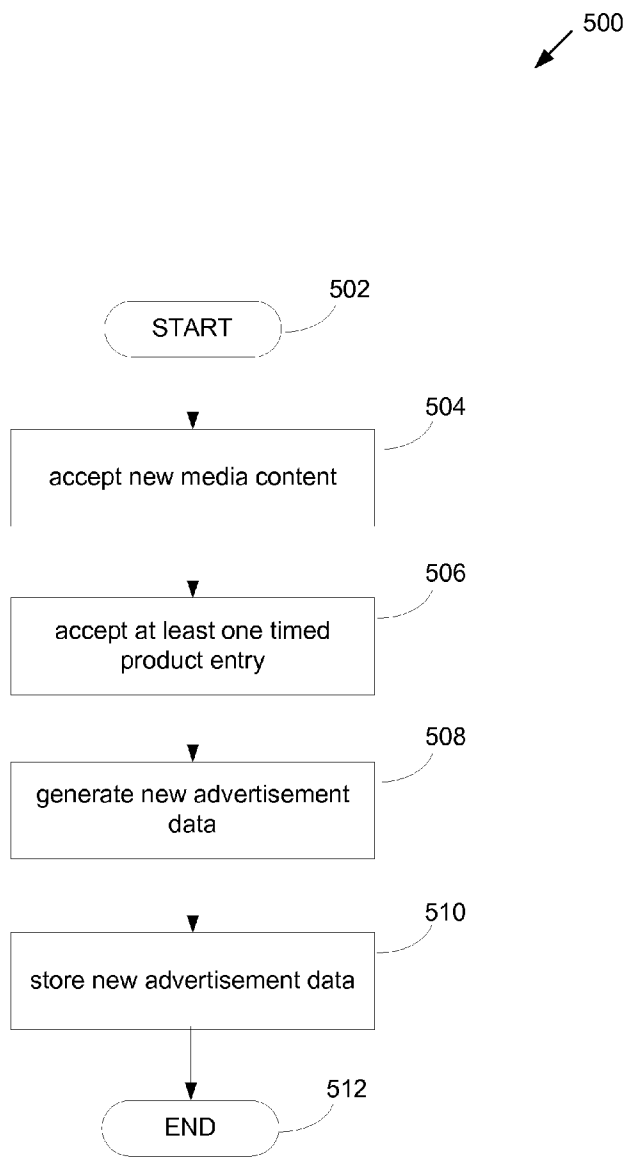 500
502
START
504
accept new media content
506
accept at least one timed
product entry
508
generate new advertisement
data
510
store new advertisement data
512
END